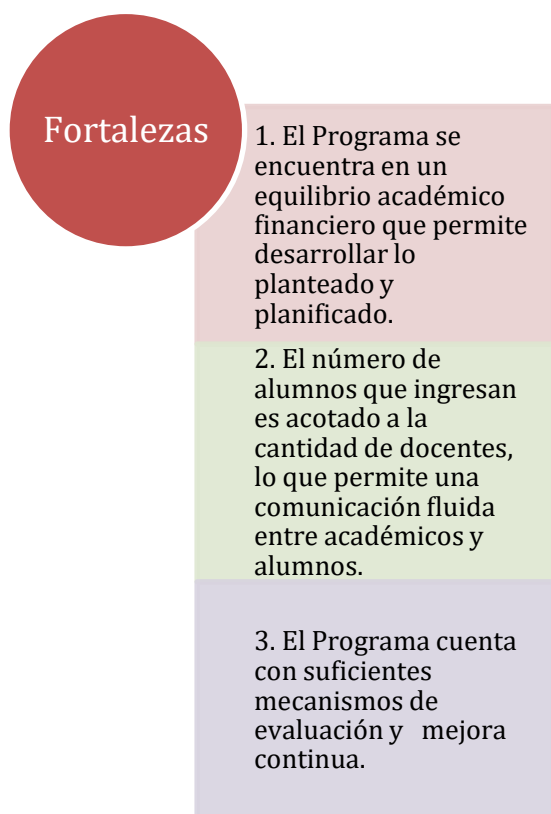 Fortalezas
1. El Programa se
encuentra en un
equilibrio académico
financiero que permite
desarrollar lo
planteado y
planificado.
2. El número de
alumnos que ingresan
es acotado a la
cantidad de docentes,
lo que permite una
comunicación fluida
entre académicos y
alumnos.
3. El Programa cuenta
con suficientes
mecanismos de
evaluación y   mejora
continua.